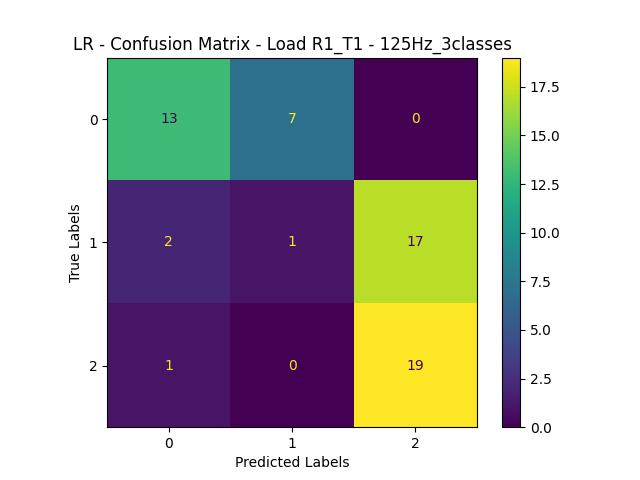 LR - Confusion Matrix - Load R1_T1 - 125Hz_3classes
True Labels
0
1
2
13 7 0
2 1 17
1 0 19
0 1 2
Predicted Labels
17.5
15.0
12.5
10.0
7.5
5.0
2.5
0.0